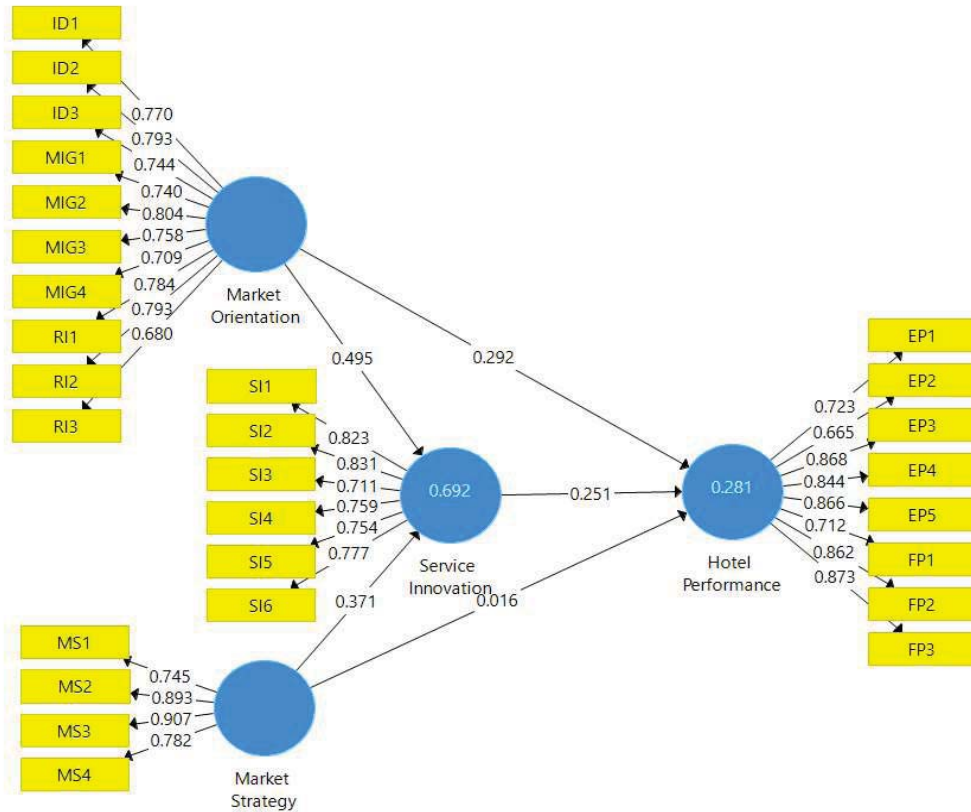 ID1
ID2
ID3
MIG1
MIG2
MIG3
MIG4
RI1
RI2
RI3
0.770
0.793
0.744
0.740
0.804
0.758
0.709
0.784
0.793
0.680
Market
Orientation
0.495
0.292
SI1
SI2
SI3
SI4
SI5
SI6
0.823
0.831
0.711
0.759
0.754
0.777
0.692
Service
Innovation
0.251
0.371
0.016
MS1
MS2
MS3
MS4
0.745
0.893
0.907
0.782
Market
Strategy
0.281
Hotel
Performance
0.723
0.665
0.868
0.844
0.866
0.712
0.862
0.873
EP1
EP2
EP3
EP4
EP5
FP1
FP2
FP3